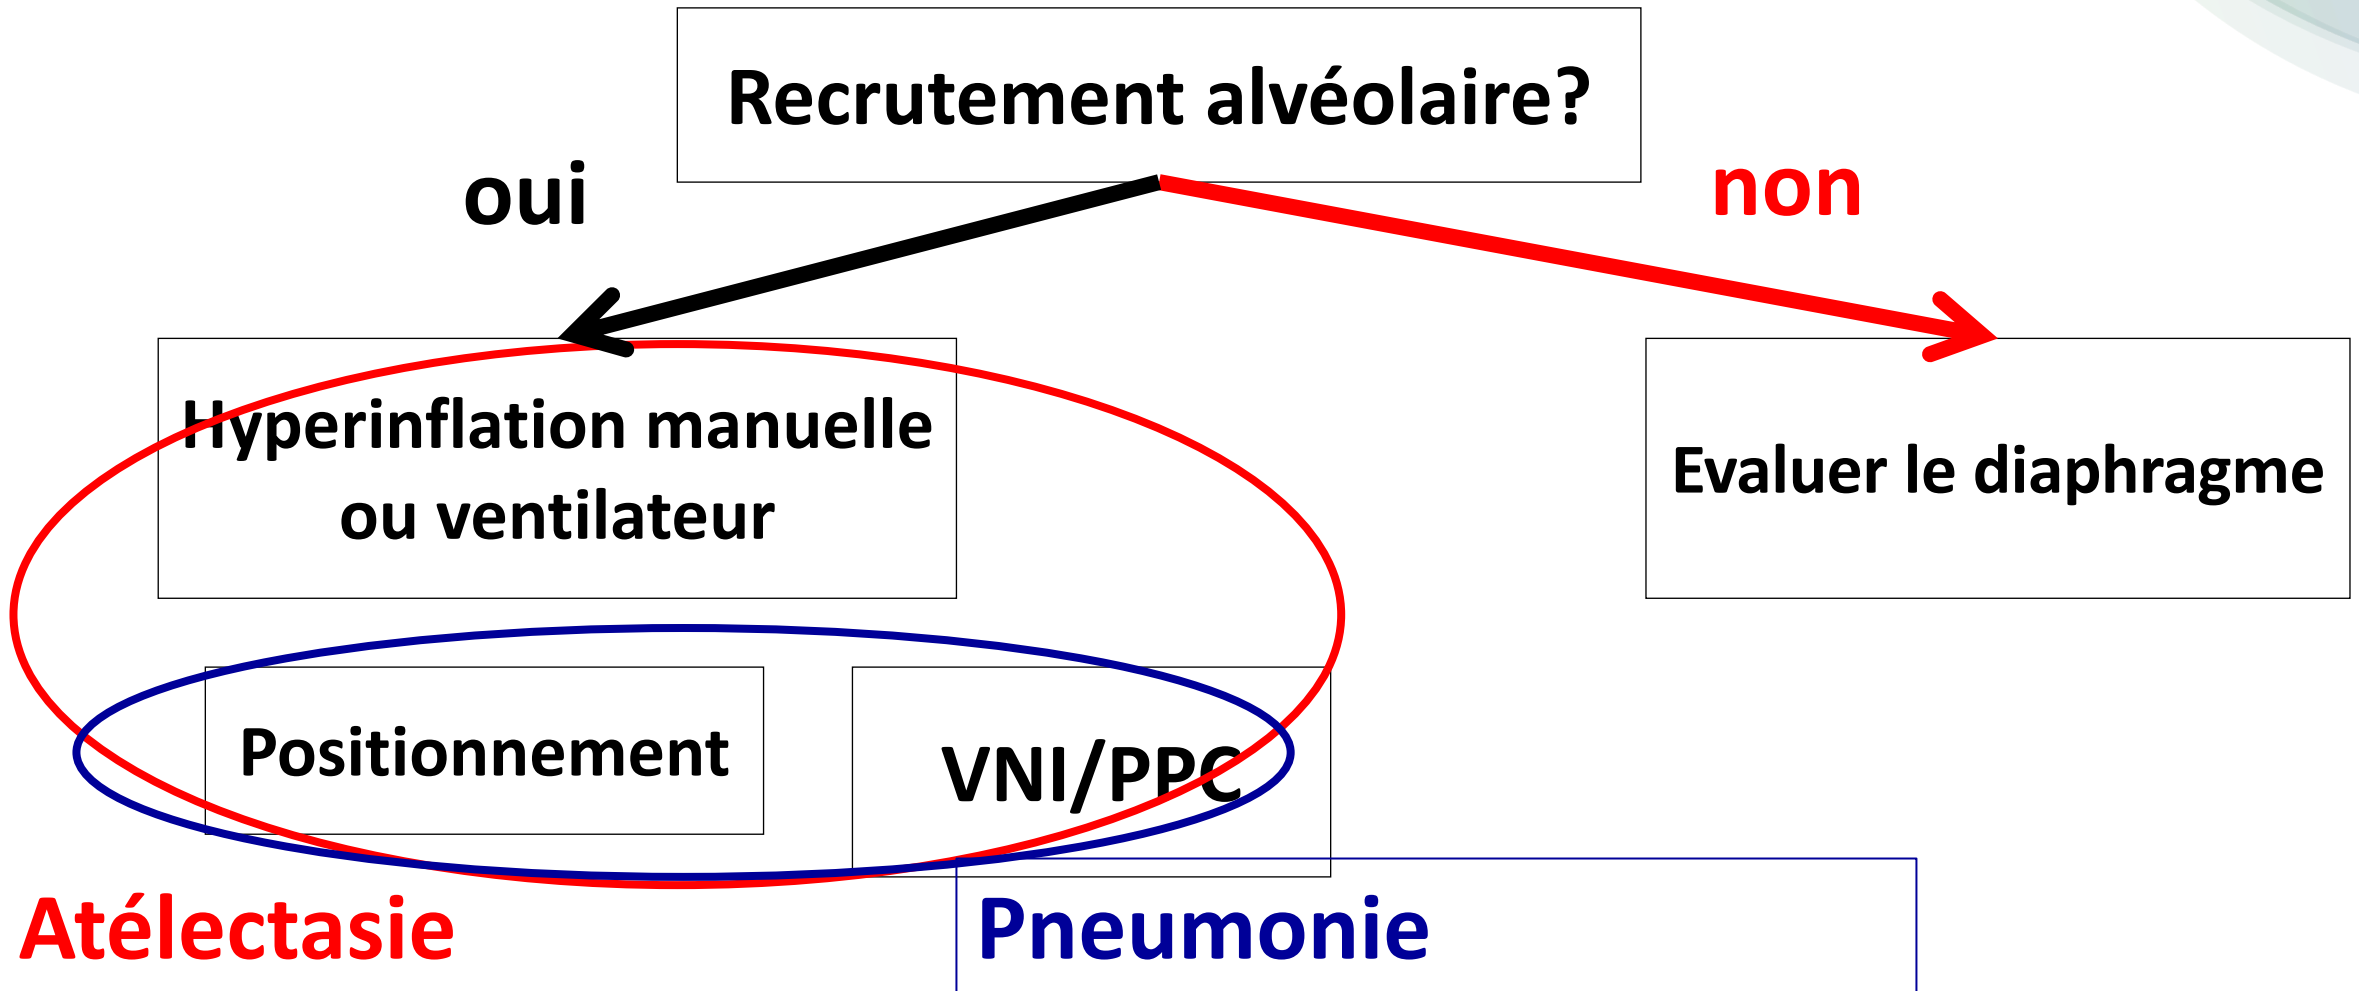 Recrutement alvéolaire?
oui
non
Hyperinflation manuelle
ou ventilateur
Evaluer le diaphragme
Positionnement
VNI/PPC
Atélectasie
Pneumonie